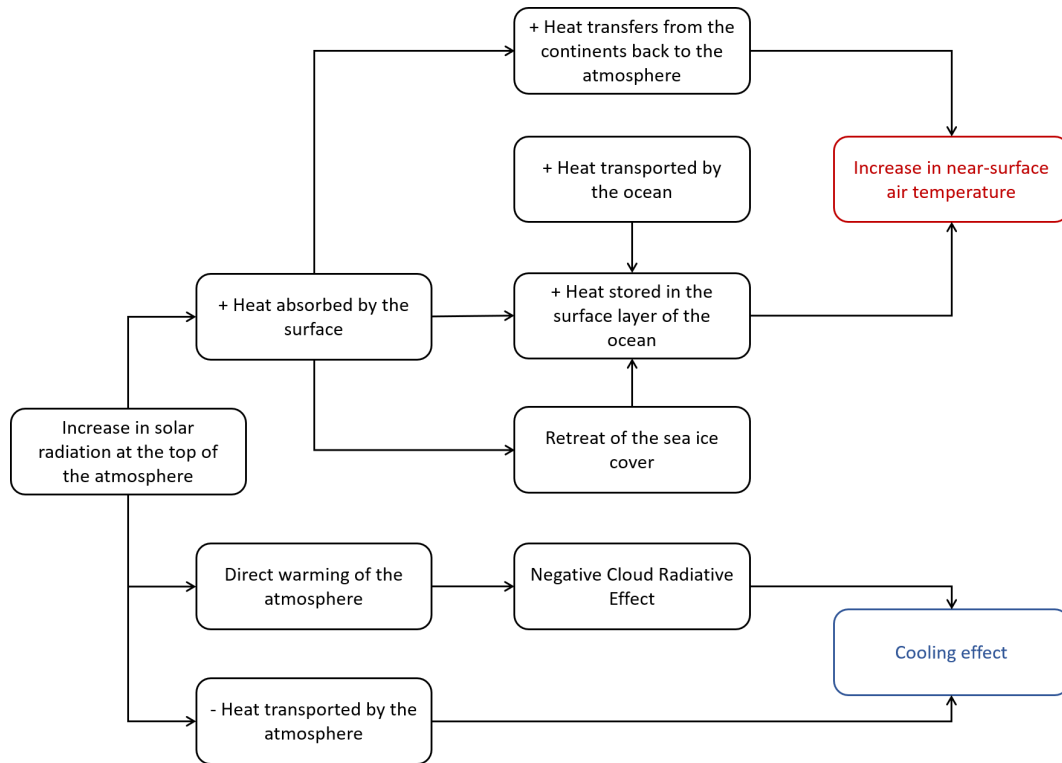 + Heat transfers from the
continents back to the
atmosphere
+ Heat transported by
the ocean
Increase in near-surface
air temperature
+ Heat absorbed by the
surface
+ Heat stored in the
surface layer of the
ocean
Increase in solar
radiation at the top of
the atmosphere
Retreat of the sea ice
cover
Direct warming of the
atmosphere
Negative Cloud Radiative
Effect
Cooling effect
- Heat transported by the
atmosphere